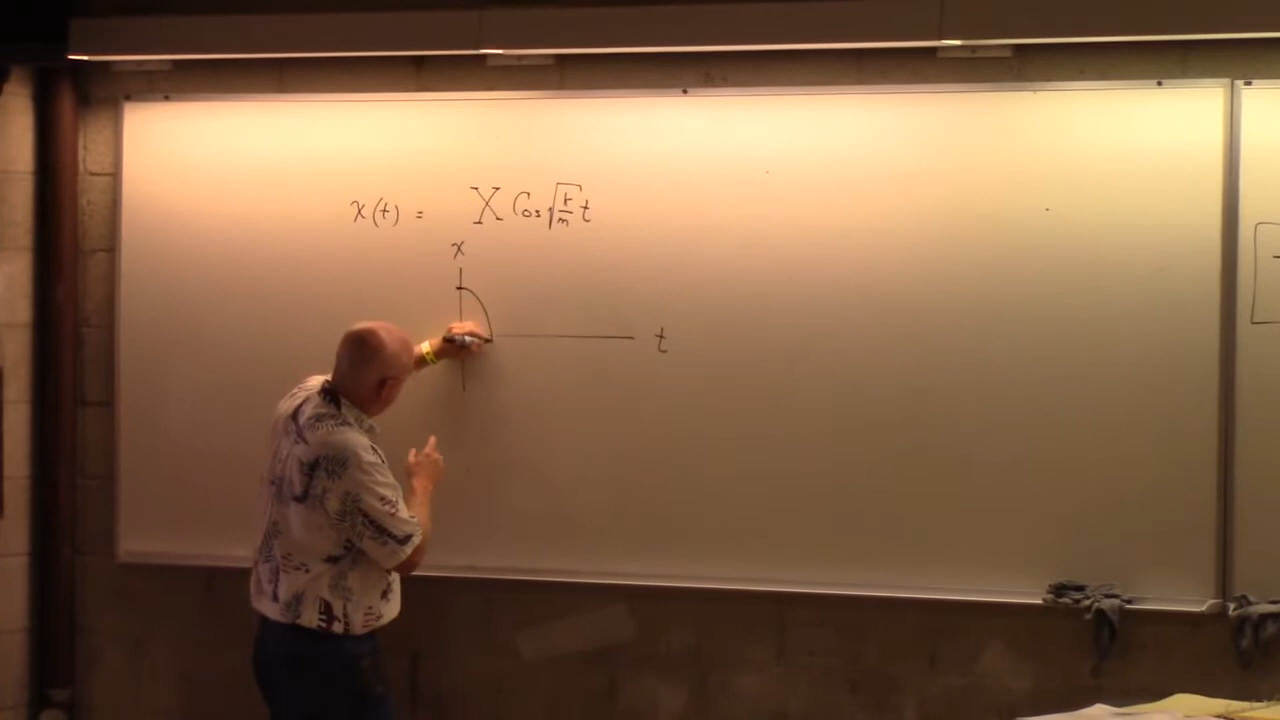 x(t) = X Cos√(k/m) t
x
t